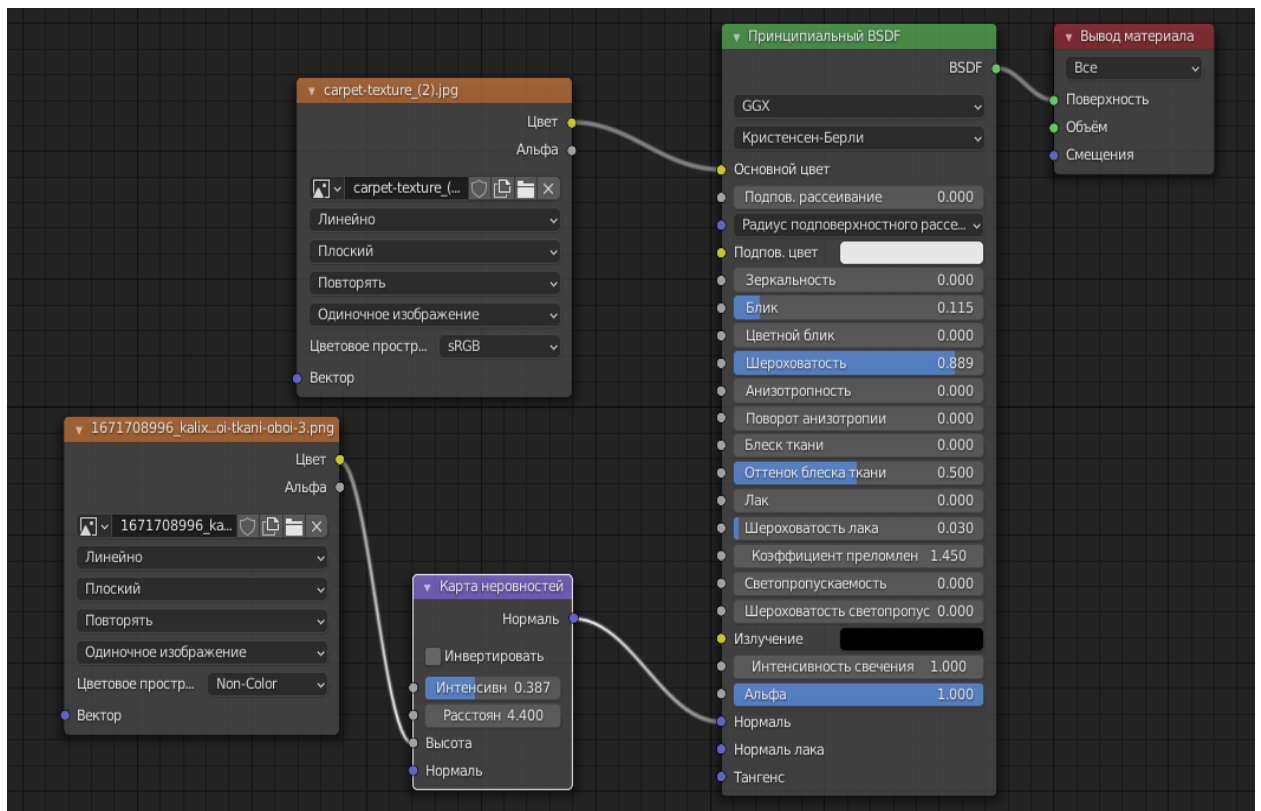 carpet-texture_(2).jpg
Цвет
Альфа
carpet-texture_(...
Линейно
Плоский
Повторять
Одиночное изображение
Цветовое простр... sRGB
Вектор
1671708996_kalix...oi-tkani-oboi-3.png
Цвет
Альфа
1671708996_ka...
Линейно
Плоский
Повторять
Одиночное изображение
Цветовое простр... Non-Color
Вектор
Карта неровностей
Нормаль
Инвертировать
Интенсивн 0.387
Расстоян 4.400
Высота
Нормаль
Принципиальный BSDF
BSDF
GGX
Кристенсен-Берли
Основной цвет
Подпов. рассеивание 0.000
Радиус подповерхностного рассе...
Подпов. цвет
Зеркальность 0.000
Блик 0.115
Цветной блик 0.000
Шероховатость 0.889
Анизотропность 0.000
Поворот анизотропии 0.000
Блеск ткани 0.000
Оттенок блеска ткани 0.500
Лак 0.000
Шероховатость лака 0.030
Коэффициент преломлен 1.450
Светопропускаемость 0.000
Шероховатость светопропус 0.000
Излучение
Интенсивность свечения 1.000
Альфа 1.000
Нормаль
Нормаль лака
Тангенс
Вывод материала
Все
Поверхность
Объём
Смещения